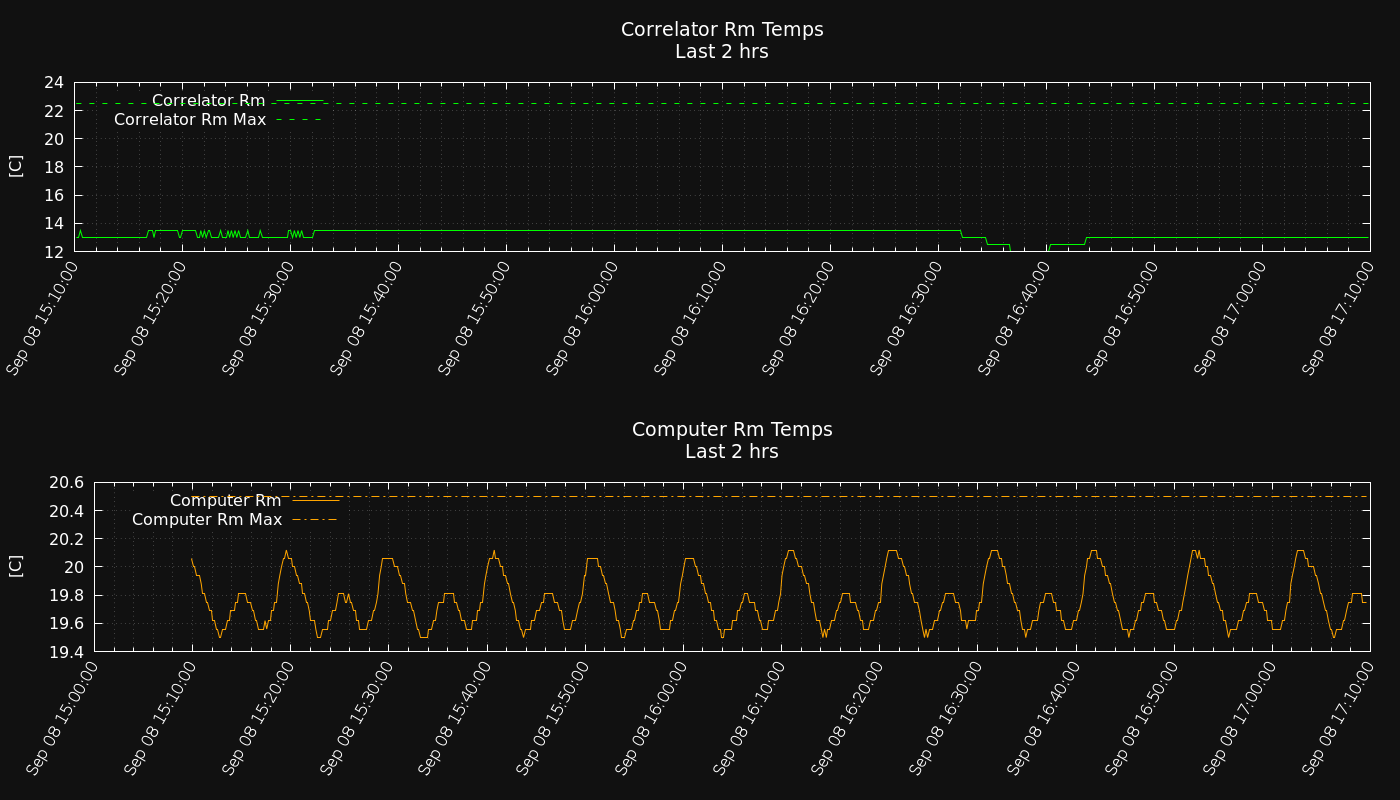 Correlator Rm Temps
Last 2 hrs
24
22
20
18
16
14
12
[C]
Correlator Rm
Correlator Rm Max
Sep 08 15:10:00
Sep 08 15:20:00
Sep 08 15:30:00
Sep 08 15:40:00
Sep 08 15:50:00
Sep 08 16:00:00
Sep 08 16:10:00
Sep 08 16:20:00
Sep 08 16:30:00
Sep 08 16:40:00
Sep 08 16:50:00
Sep 08 17:00:00
Sep 08 17:10:00
Computer Rm Temps
Last 2 hrs
20.6
20.4
20.2
20
19.8
19.6
19.4
[C]
Computer Rm
Computer Rm Max
Sep 08 15:00:00
Sep 08 15:10:00
Sep 08 15:20:00
Sep 08 15:30:00
Sep 08 15:40:00
Sep 08 15:50:00
Sep 08 16:00:00
Sep 08 16:10:00
Sep 08 16:20:00
Sep 08 16:30:00
Sep 08 16:40:00
Sep 08 16:50:00
Sep 08 17:00:00
Sep 08 17:10:00